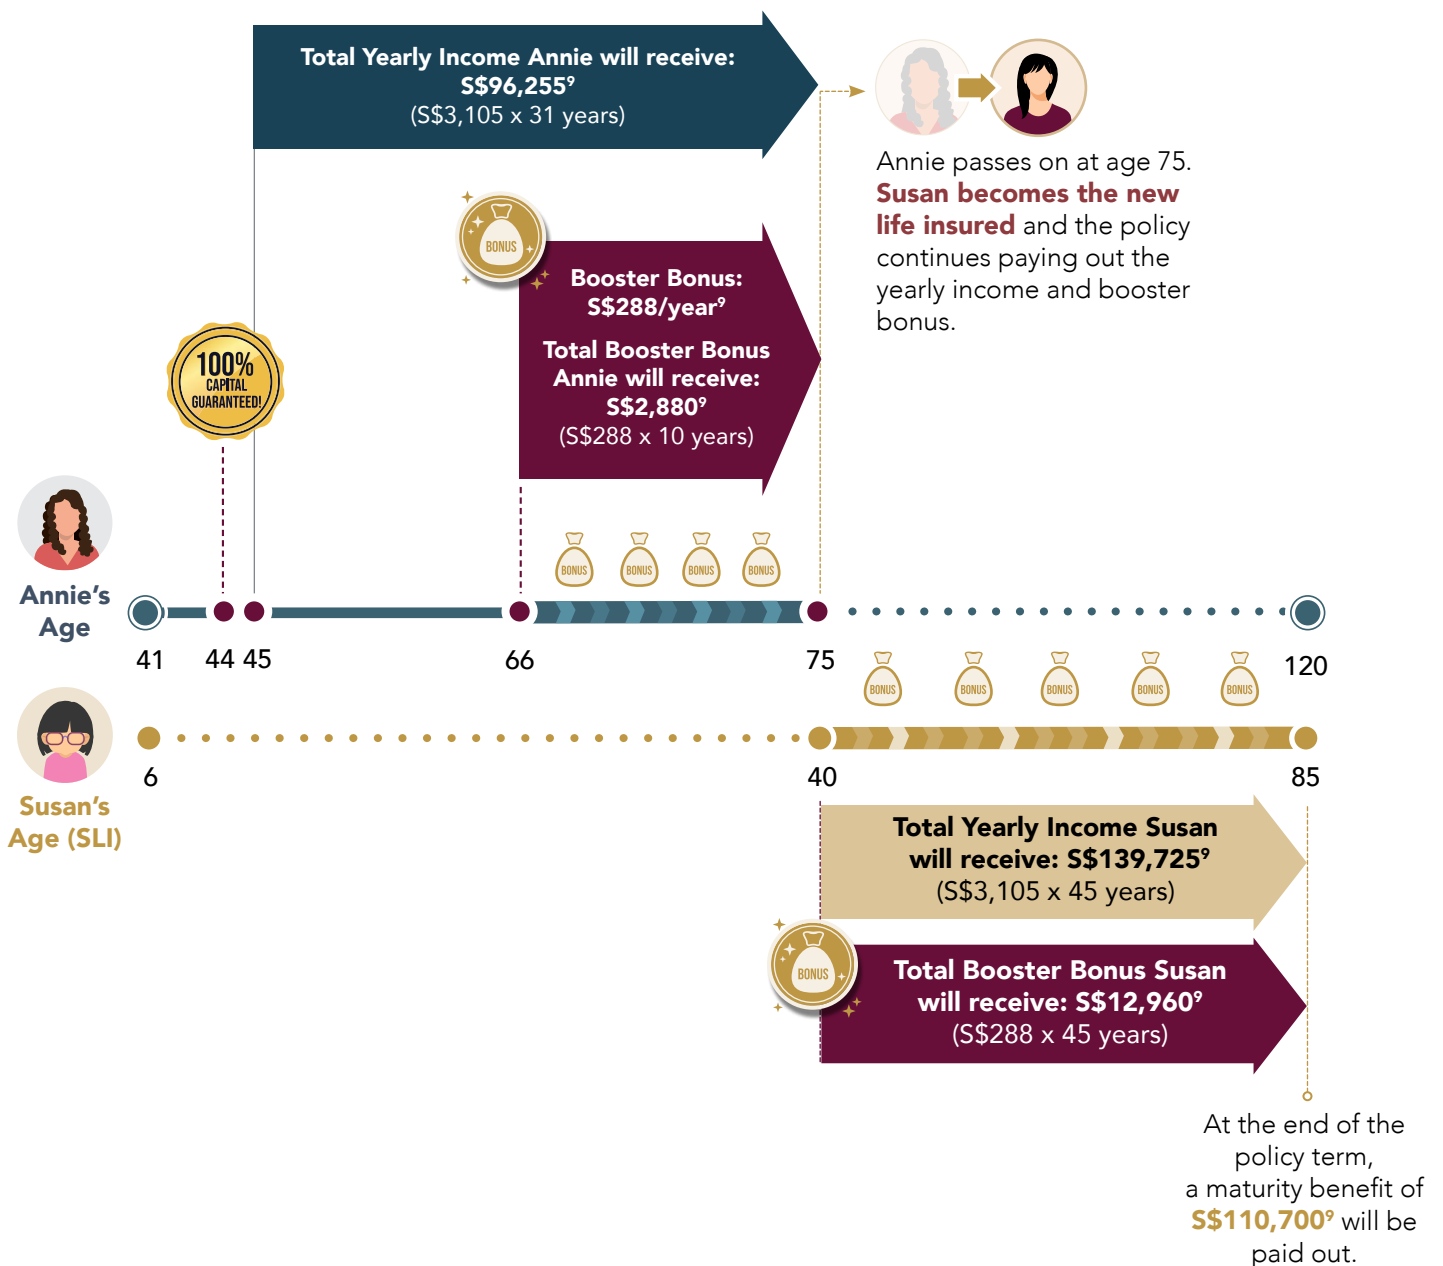 Total Yearly Income Annie will receive:
S$96,255⁹
(S$3,105 x 31 years)
Annie passes on at age 75.
Susan becomes the new
life insured and the policy
continues paying out the
yearly income and booster
bonus.
BONUS
Booster Bonus:
S$288/year⁹
Total Booster Bonus
Annie will receive:
S$2,880⁹
(S$288 x 10 years)
100%
CAPITAL
GUARANTEED!
BONUS BONUS BONUS BONUS
Annie's
Age
41 44 45 66 75 120
BONUS BONUS BONUS BONUS BONUS
6 40 85
Susan's
Age (SLI)
Total Yearly Income Susan
will receive: S$139,725⁹
(S$3,105 x 45 years)
BONUS
Total Booster Bonus Susan
will receive: S$12,960⁹
(S$288 x 45 years)
At the end of the
policy term,
a maturity benefit of
S$110,700⁹ will be
paid out.